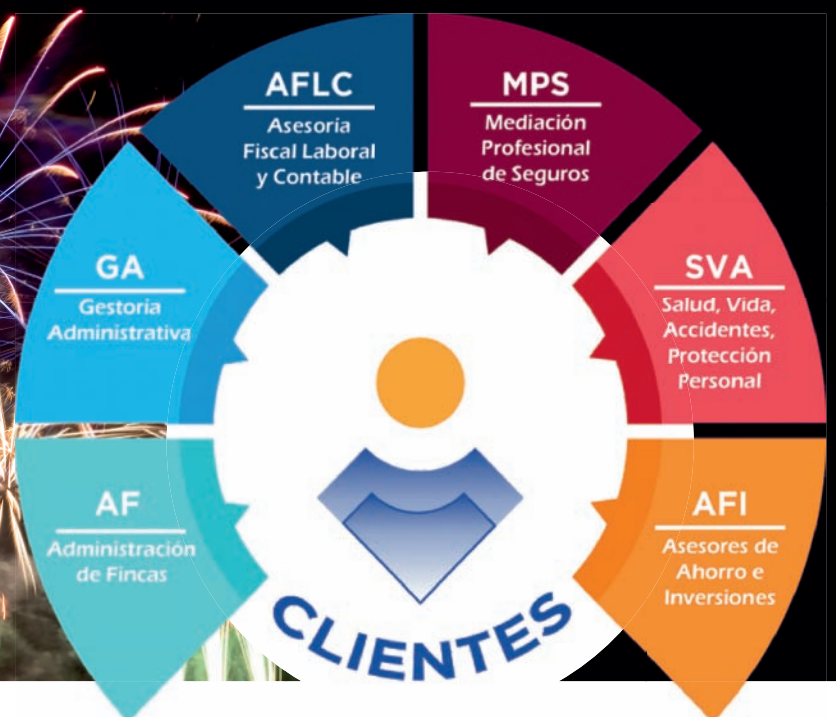 AFLC
Asesoría
Fiscal Laboral
y Contable
MPS
Mediación
Profesional
de Seguros
GA
Gestoría
Administrativa
SVA
Salud, Vida,
Accidentes,
Protección
Personal
AF
Administración
de Fincas
AFI
Asesores de
Ahorro e
Inversiones
CLIENTES